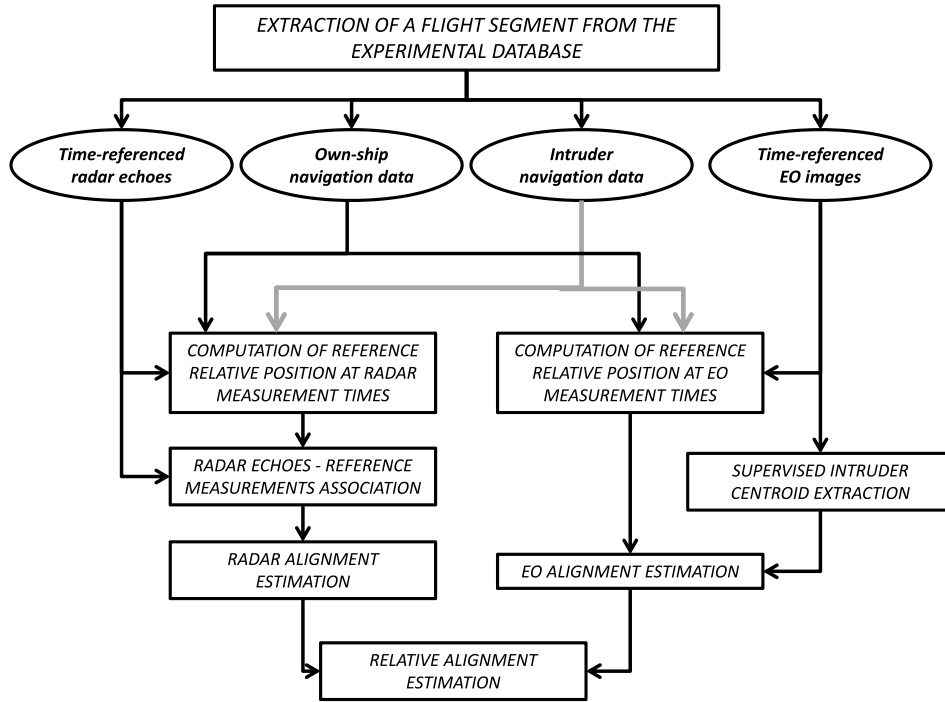 EXTRACTION OF A FLIGHT SEGMENT FROM THE
EXPERIMENTAL DATABASE
Time-referenced
radar echoes
Own-ship
navigation data
Intruder
navigation data
Time-referenced
EO images
COMPUTATION OF REFERENCE
RELATIVE POSITION AT RADAR
MEASUREMENT TIMES
COMPUTATION OF REFERENCE
RELATIVE POSITION AT EO
MEASUREMENT TIMES
RADAR ECHOES - REFERENCE
MEASUREMENTS ASSOCIATION
SUPERVISED INTRUDER
CENTROID EXTRACTION
RADAR ALIGNMENT
ESTIMATION
EO ALIGNMENT ESTIMATION
RELATIVE ALIGNMENT
ESTIMATION